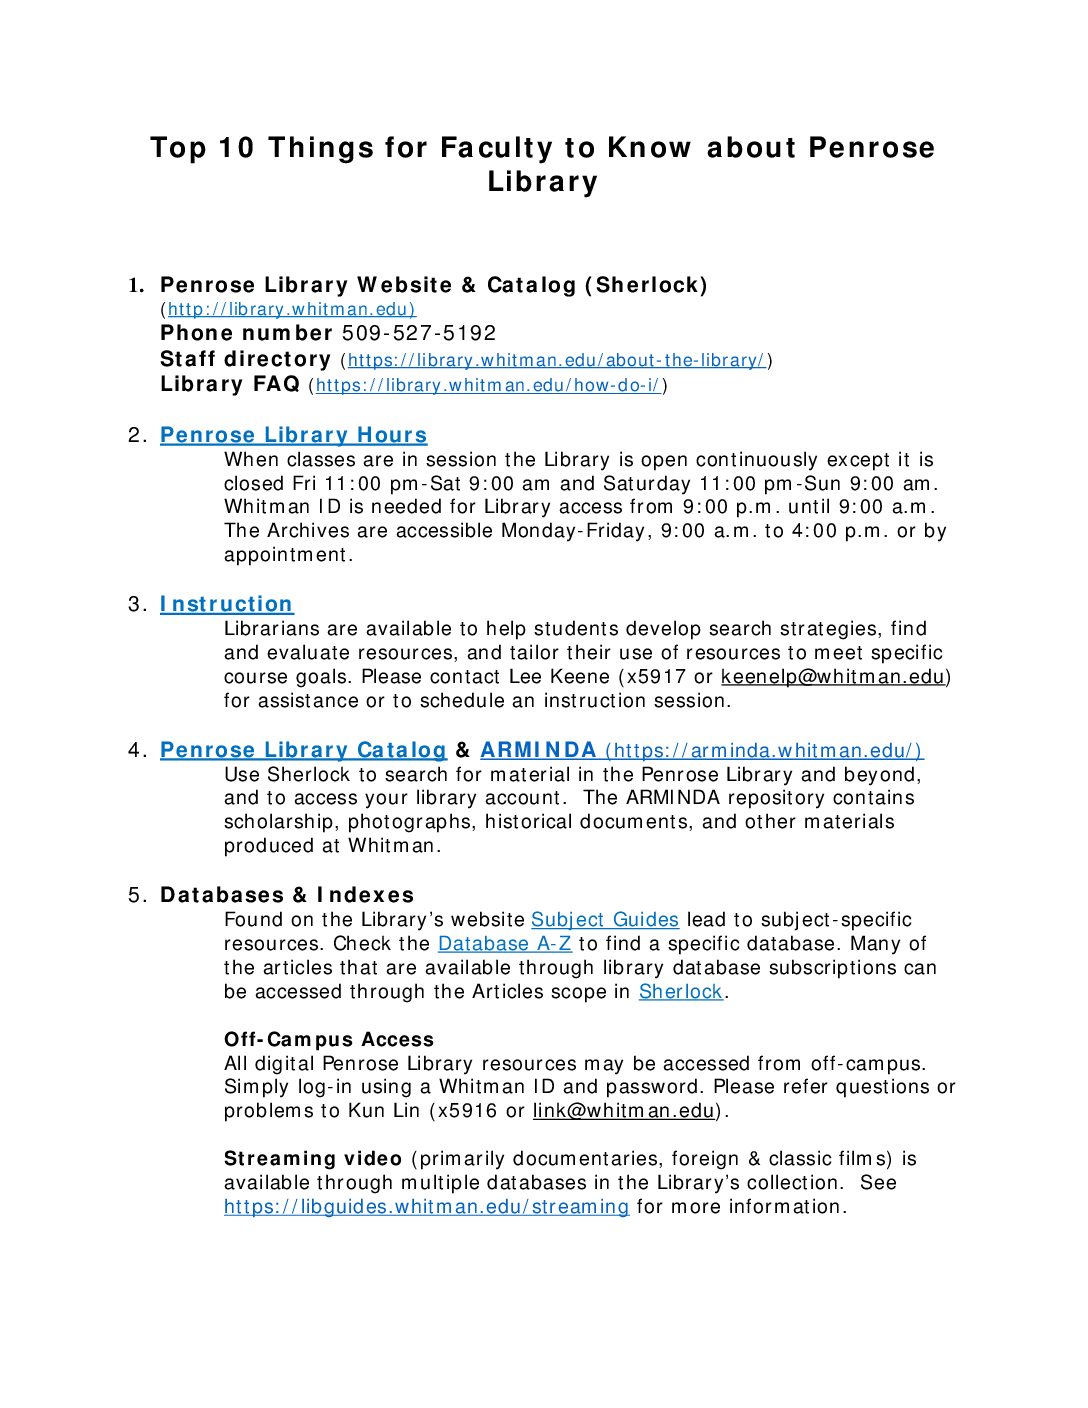 Top 10 Things for Faculty to Know about Penrose
Library
1. Penrose Library Website & Catalog (Sherlock)
(http://library.whitman.edu)
Phone number 509-527-5192
Staff directory (https://library.whitman.edu/about-the-library/)
Library FAQ (https://library.whitman.edu/how-do-i/)
2. Penrose Library Hours
When classes are in session the Library is open continuously except it is
closed Fri 11:00 pm-Sat 9:00 am and Saturday 11:00 pm-Sun 9:00 am.
Whitman ID is needed for Library access from 9:00 p.m. until 9:00 a.m.
The Archives are accessible Monday-Friday, 9:00 a.m. to 4:00 p.m. or by
appointment.
3. Instruction
Librarians are available to help students develop search strategies, find
and evaluate resources, and tailor their use of resources to meet specific
course goals. Please contact Lee Keene (x5917 or keenelp@whitman.edu)
for assistance or to schedule an instruction session.
4. Penrose Library Catalog & ARMINDA (https://arminda.whitman.edu/)
Use Sherlock to search for material in the Penrose Library and beyond,
and to access your library account.  The ARMINDA repository contains
scholarship, photographs, historical documents, and other materials
produced at Whitman.
5. Databases & Indexes
Found on the Library’s website Subject Guides lead to subject-specific
resources. Check the Database A-Z to find a specific database. Many of
the articles that are available through library database subscriptions can
be accessed through the Articles scope in Sherlock.
Off-Campus Access
All digital Penrose Library resources may be accessed from off-campus.
Simply log-in using a Whitman ID and password. Please refer questions or
problems to Kun Lin (x5916 or link@whitman.edu).
Streaming video (primarily documentaries, foreign & classic films) is
available through multiple databases in the Library’s collection.  See
https://libguides.whitman.edu/streaming for more information.